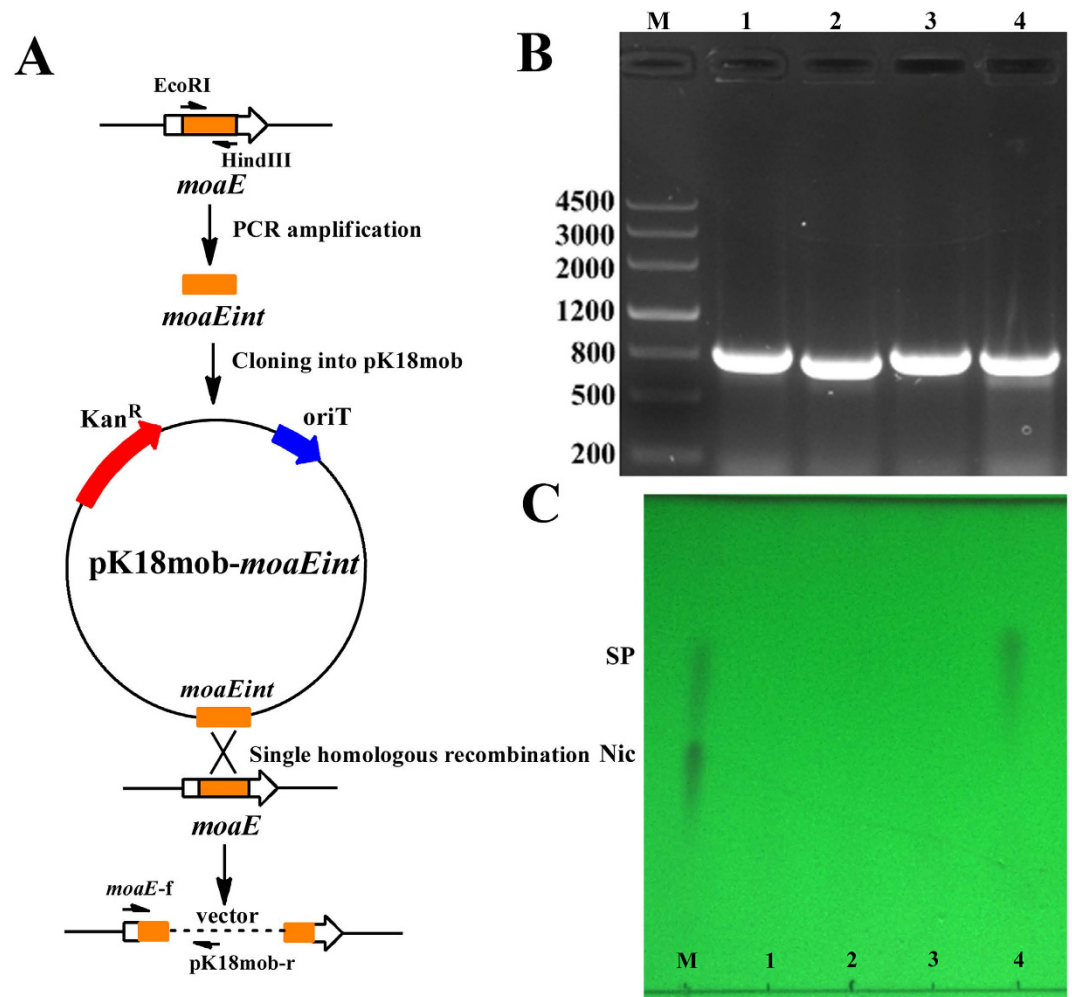 A
EcoRI
HindIII
moaE
PCR amplification
moaEint
Cloning into pK18mob
Kan^R
oriT
pK18mob-moaEint
moaEint
Single homologous recombination
moaE
moaE-f
vector
pK18mob-r
B
M 1 2 3 4
4500
3000
2000
1200
800
500
200
C
SP
Nic
M 1 2 3 4